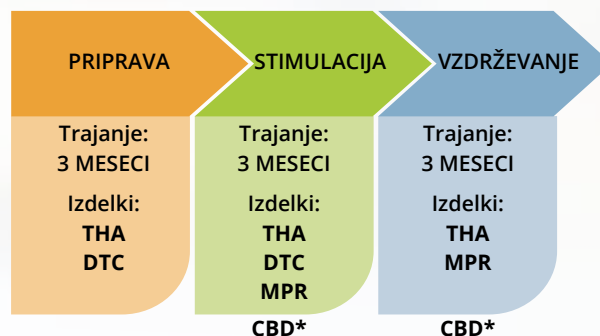 PRIPRAVA
STIMULACIJA
VZDRŽEVANJE
Trajanje:
3 MESECI
Izdelki:
THA
DTC
Trajanje:
3 MESECI
Izdelki:
THA
DTC
MPR
CBD*
Trajanje:
3 MESECI
Izdelki:
THA
MPR
CBD*